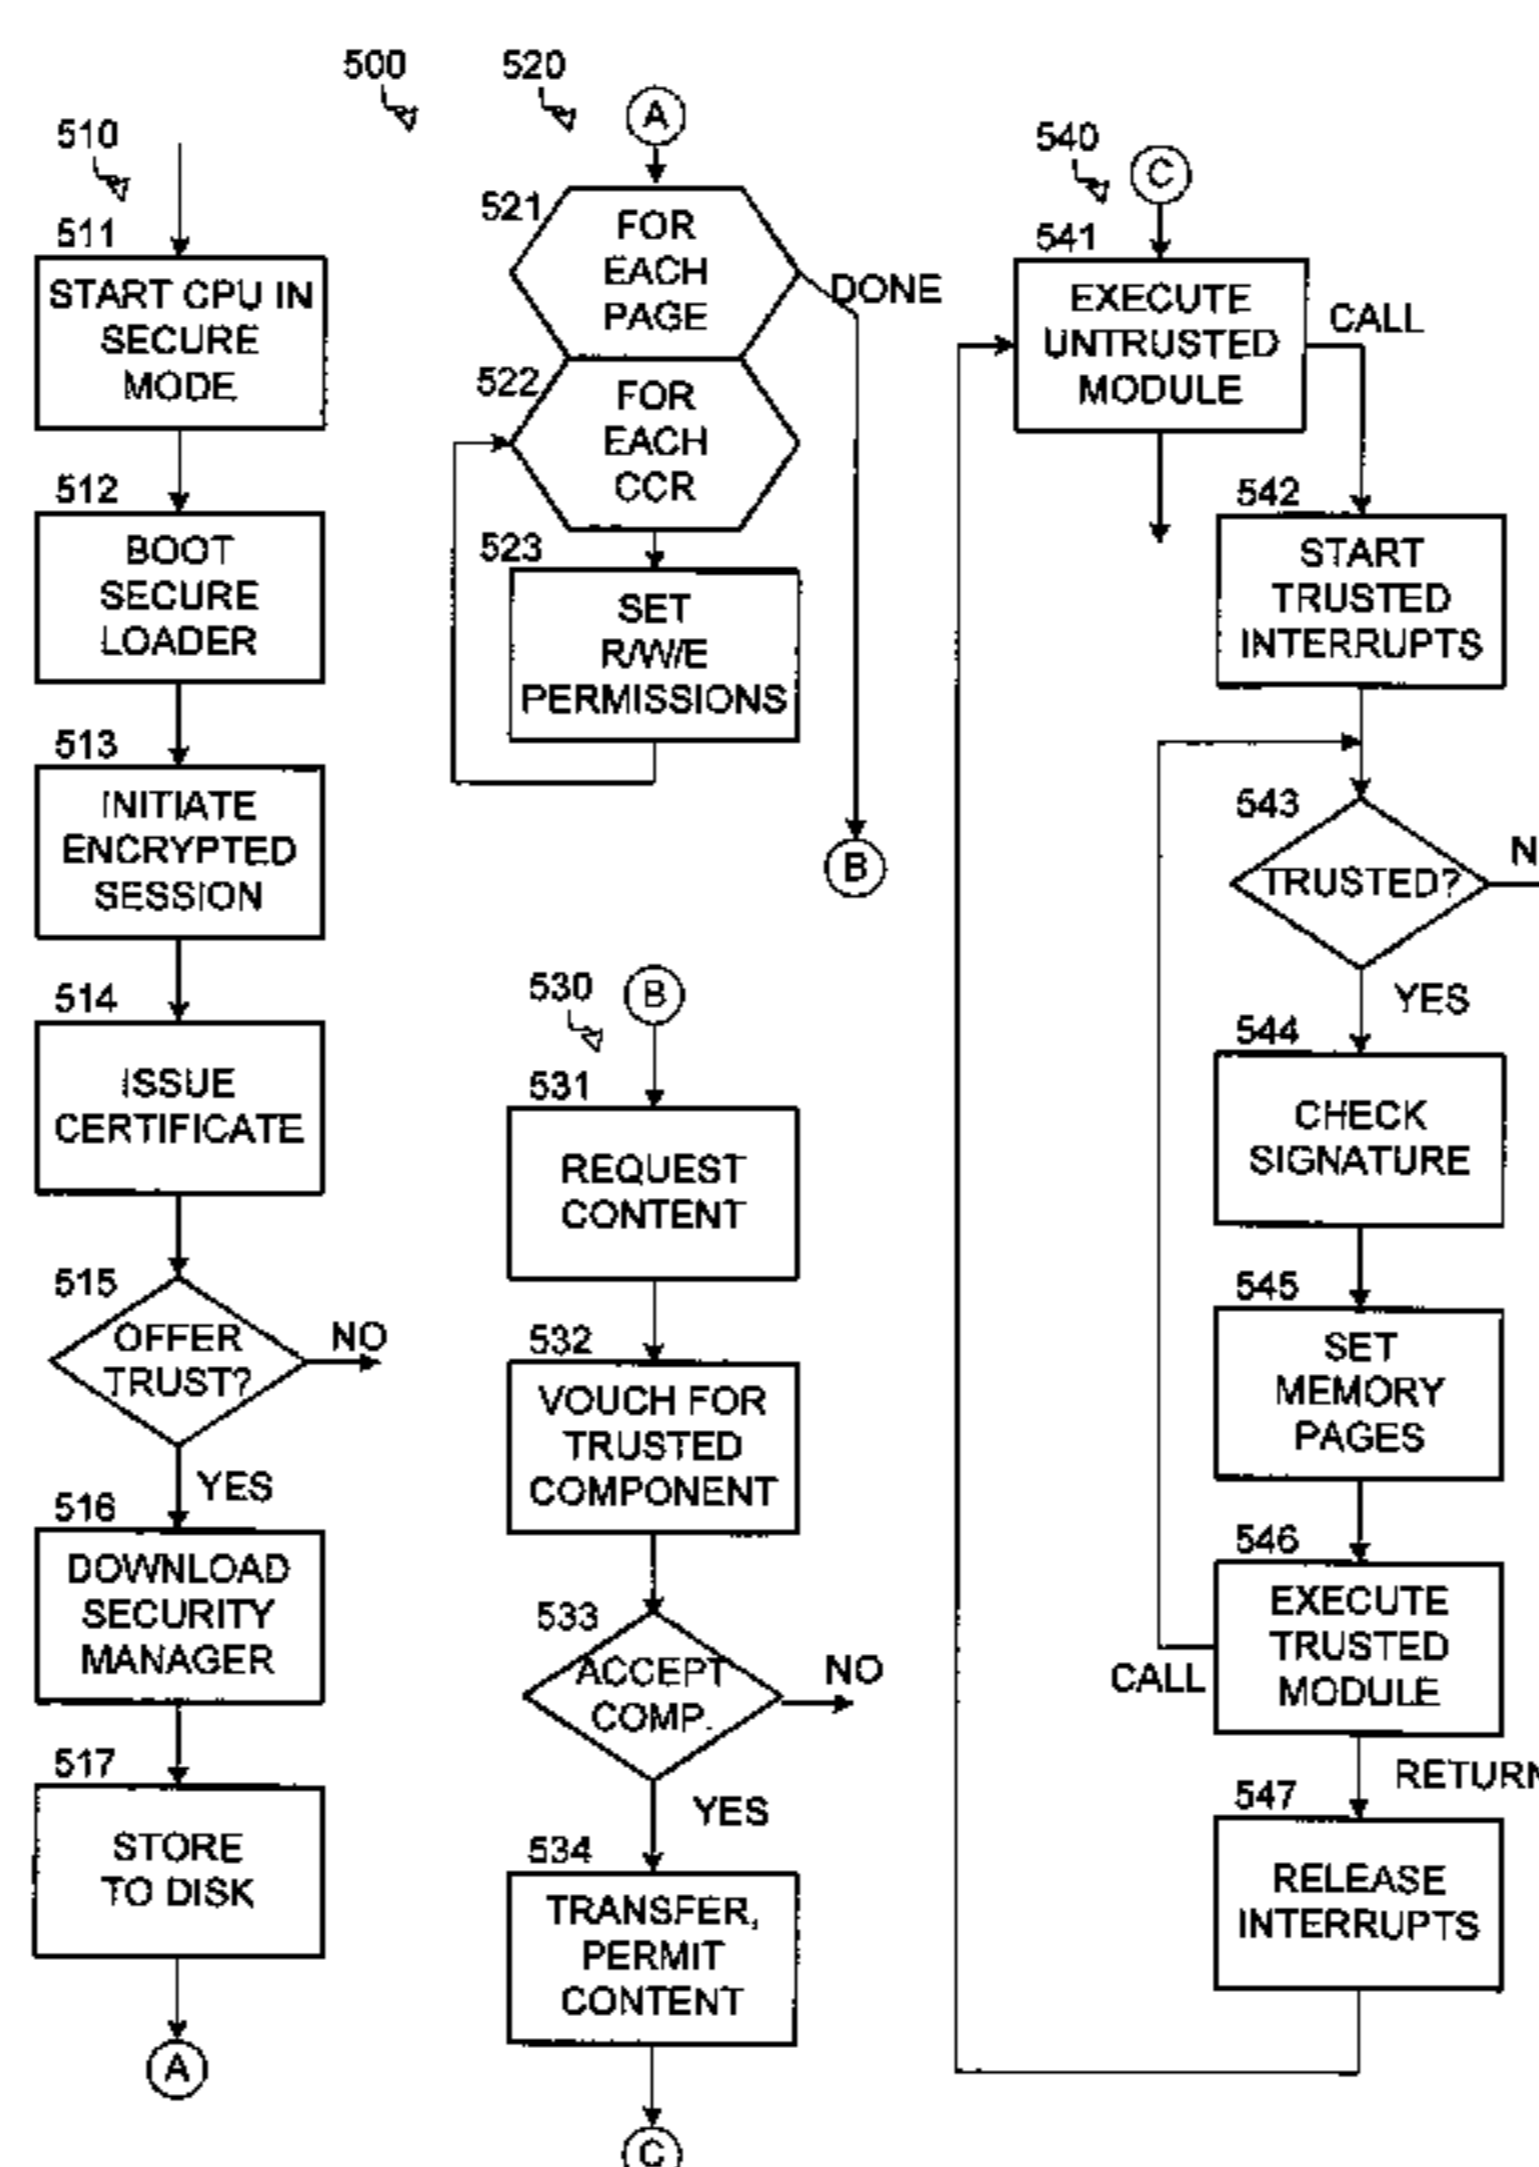 500
510
511
START CPU IN
SECURE
MODE
512
BOOT
SECURE
LOADER
513
INITIATE
ENCRYPTED
SESSION
514
ISSUE
CERTIFICATE
515
OFFER
TRUST?
NO
YES
516
DOWNLOAD
SECURITY
MANAGER
517
STORE
TO DISK
A
520
A
521
FOR
EACH
PAGE
DONE
522
FOR
EACH
CCR
523
SET
R/W/E
PERMISSIONS
B
530
B
531
REQUEST
CONTENT
532
VOUCH FOR
TRUSTED
COMPONENT
533
ACCEPT
COMP.
NO
YES
534
TRANSFER,
PERMIT
CONTENT
C
540
C
541
EXECUTE
UNTRUSTED
MODULE
CALL
542
START
TRUSTED
INTERRUPTS
543
TRUSTED?
N
YES
544
CHECK
SIGNATURE
545
SET
MEMORY
PAGES
546
EXECUTE
TRUSTED
MODULE
CALL
RETURN
547
RELEASE
INTERRUPTS